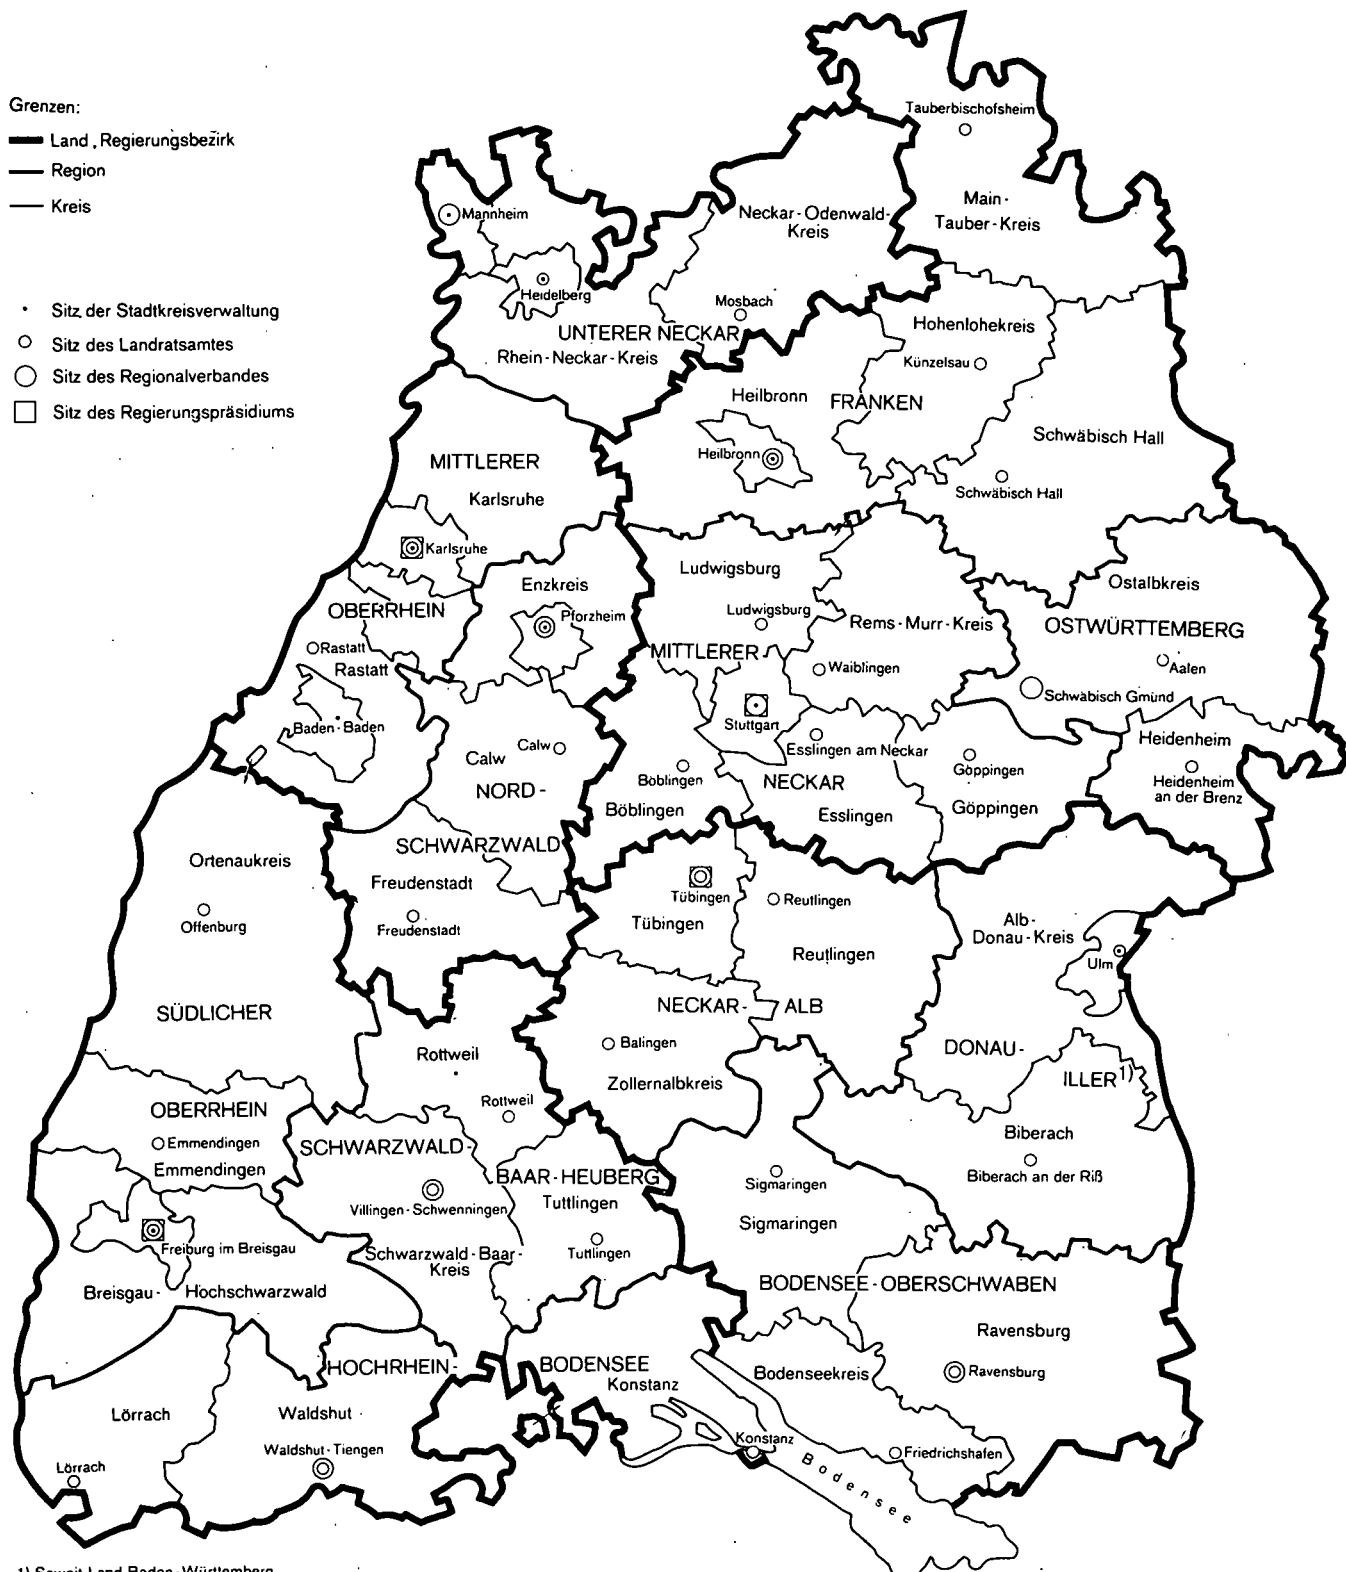 Grenzen:
Land, Regierungsbezirk
Region
Kreis
Sitz der Stadtkreisverwaltung
Sitz des Landratsamtes
Sitz des Regionalverbandes
Sitz des Regierungspräsidiums
Tauberbischofsheim
Main-
Tauber-Kreis
Neckar-Odenwald-
Kreis
Mannheim
Heidelberg
Mosbach
UNTERER NECKAR
Rhein-Neckar-Kreis
Hohenlohekreis
Künzelsau
Heilbronn
FRANKEN
Schwäbisch Hall
Heilbronn
Schwäbisch Hall
MITTLERER
Karlsruhe
Karlsruhe
OBERRHEIN
Enzkreis
Pforzheim
Rastatt
Rastatt
Baden-Baden
Ludwigsburg
Ludwigsburg
MITTLERER
Rems-Murr-Kreis
Waiblingen
Ostalbkreis
OSTWÜRTTEMBERG
Aalen
Schwäbisch Gmünd
Stuttgart
Calw
Calw
NORD-
SCHWARZWALD
Böblingen
Böblingen
Esslingen am Neckar
NECKAR
Esslingen
Göppingen
Göppingen
Heidenheim
Heidenheim
an der Brenz
Ortenaukreis
Offenburg
Freudenstadt
Freudenstadt
Tübingen
Tübingen
Reutlingen
Reutlingen
Alb-
Donau-Kreis
Ulm
SÜDLICHER
NECKAR-
ALB
Rottweil
Rottweil
Balingen
Zollernalbkreis
DONAU-
ILLER 1)
OBERRHEIN
Emmendingen
Emmendingen
SCHWARZWALD-
BAAR-HEUBERG
Tuttlingen
Villingen-Schwenningen
Biberach
Biberach an der Riß
Sigmaringen
Sigmaringen
Freiburg im Breisgau
Schwarzwald-Baar-
Kreis
Tuttlingen
Breisgau-
Hochschwarzwald
BODENSEE-OBERSCHWABEN
Ravensburg
Ravensburg
HOCHRHEIN-
BODENSEE
Konstanz
Bodenseekreis
Lörrach
Waldshut
Waldshut-Tiengen
Lörrach
Konstanz
Friedrichshafen
Bodensee
1) Soweit Land Baden-Württemberg